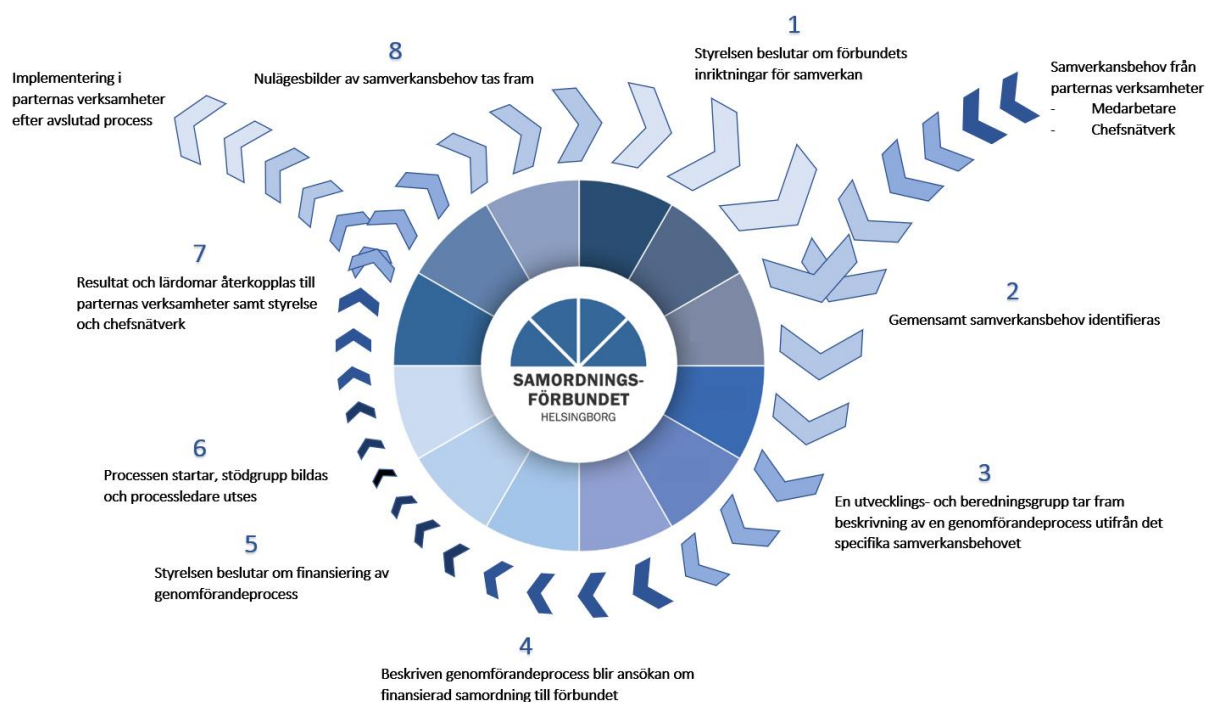 1
Styrelsen beslutar om förbundets
inriktningar för samverkan
Samverkansbehov från
parternas verksamheter
- Medarbetare
- Chefsnätverk
2
Gemensamt samverkansbehov identifieras
3
En utvecklings- och beredningsgrupp tar fram
beskrivning av en genomförandeprocess utifrån det
specifika samverkansbehovet
4
Beskriven genomförandeprocess blir ansökan om
finansierad samordning till förbundet
5
Styrelsen beslutar om finansiering av
genomförandeprocess
6
Processen startar, stödgrupp bildas
och processledare utses
7
Resultat och lärdomar återkopplas till
parternas verksamheter samt styrelse
och chefsnätverk
8
Nulägesbilder av samverkansbehov tas fram
Implementering i
parternas verksamheter
efter avslutad process
SAMORDNINGS-
FÖRBUNDET
HELSINGBORG